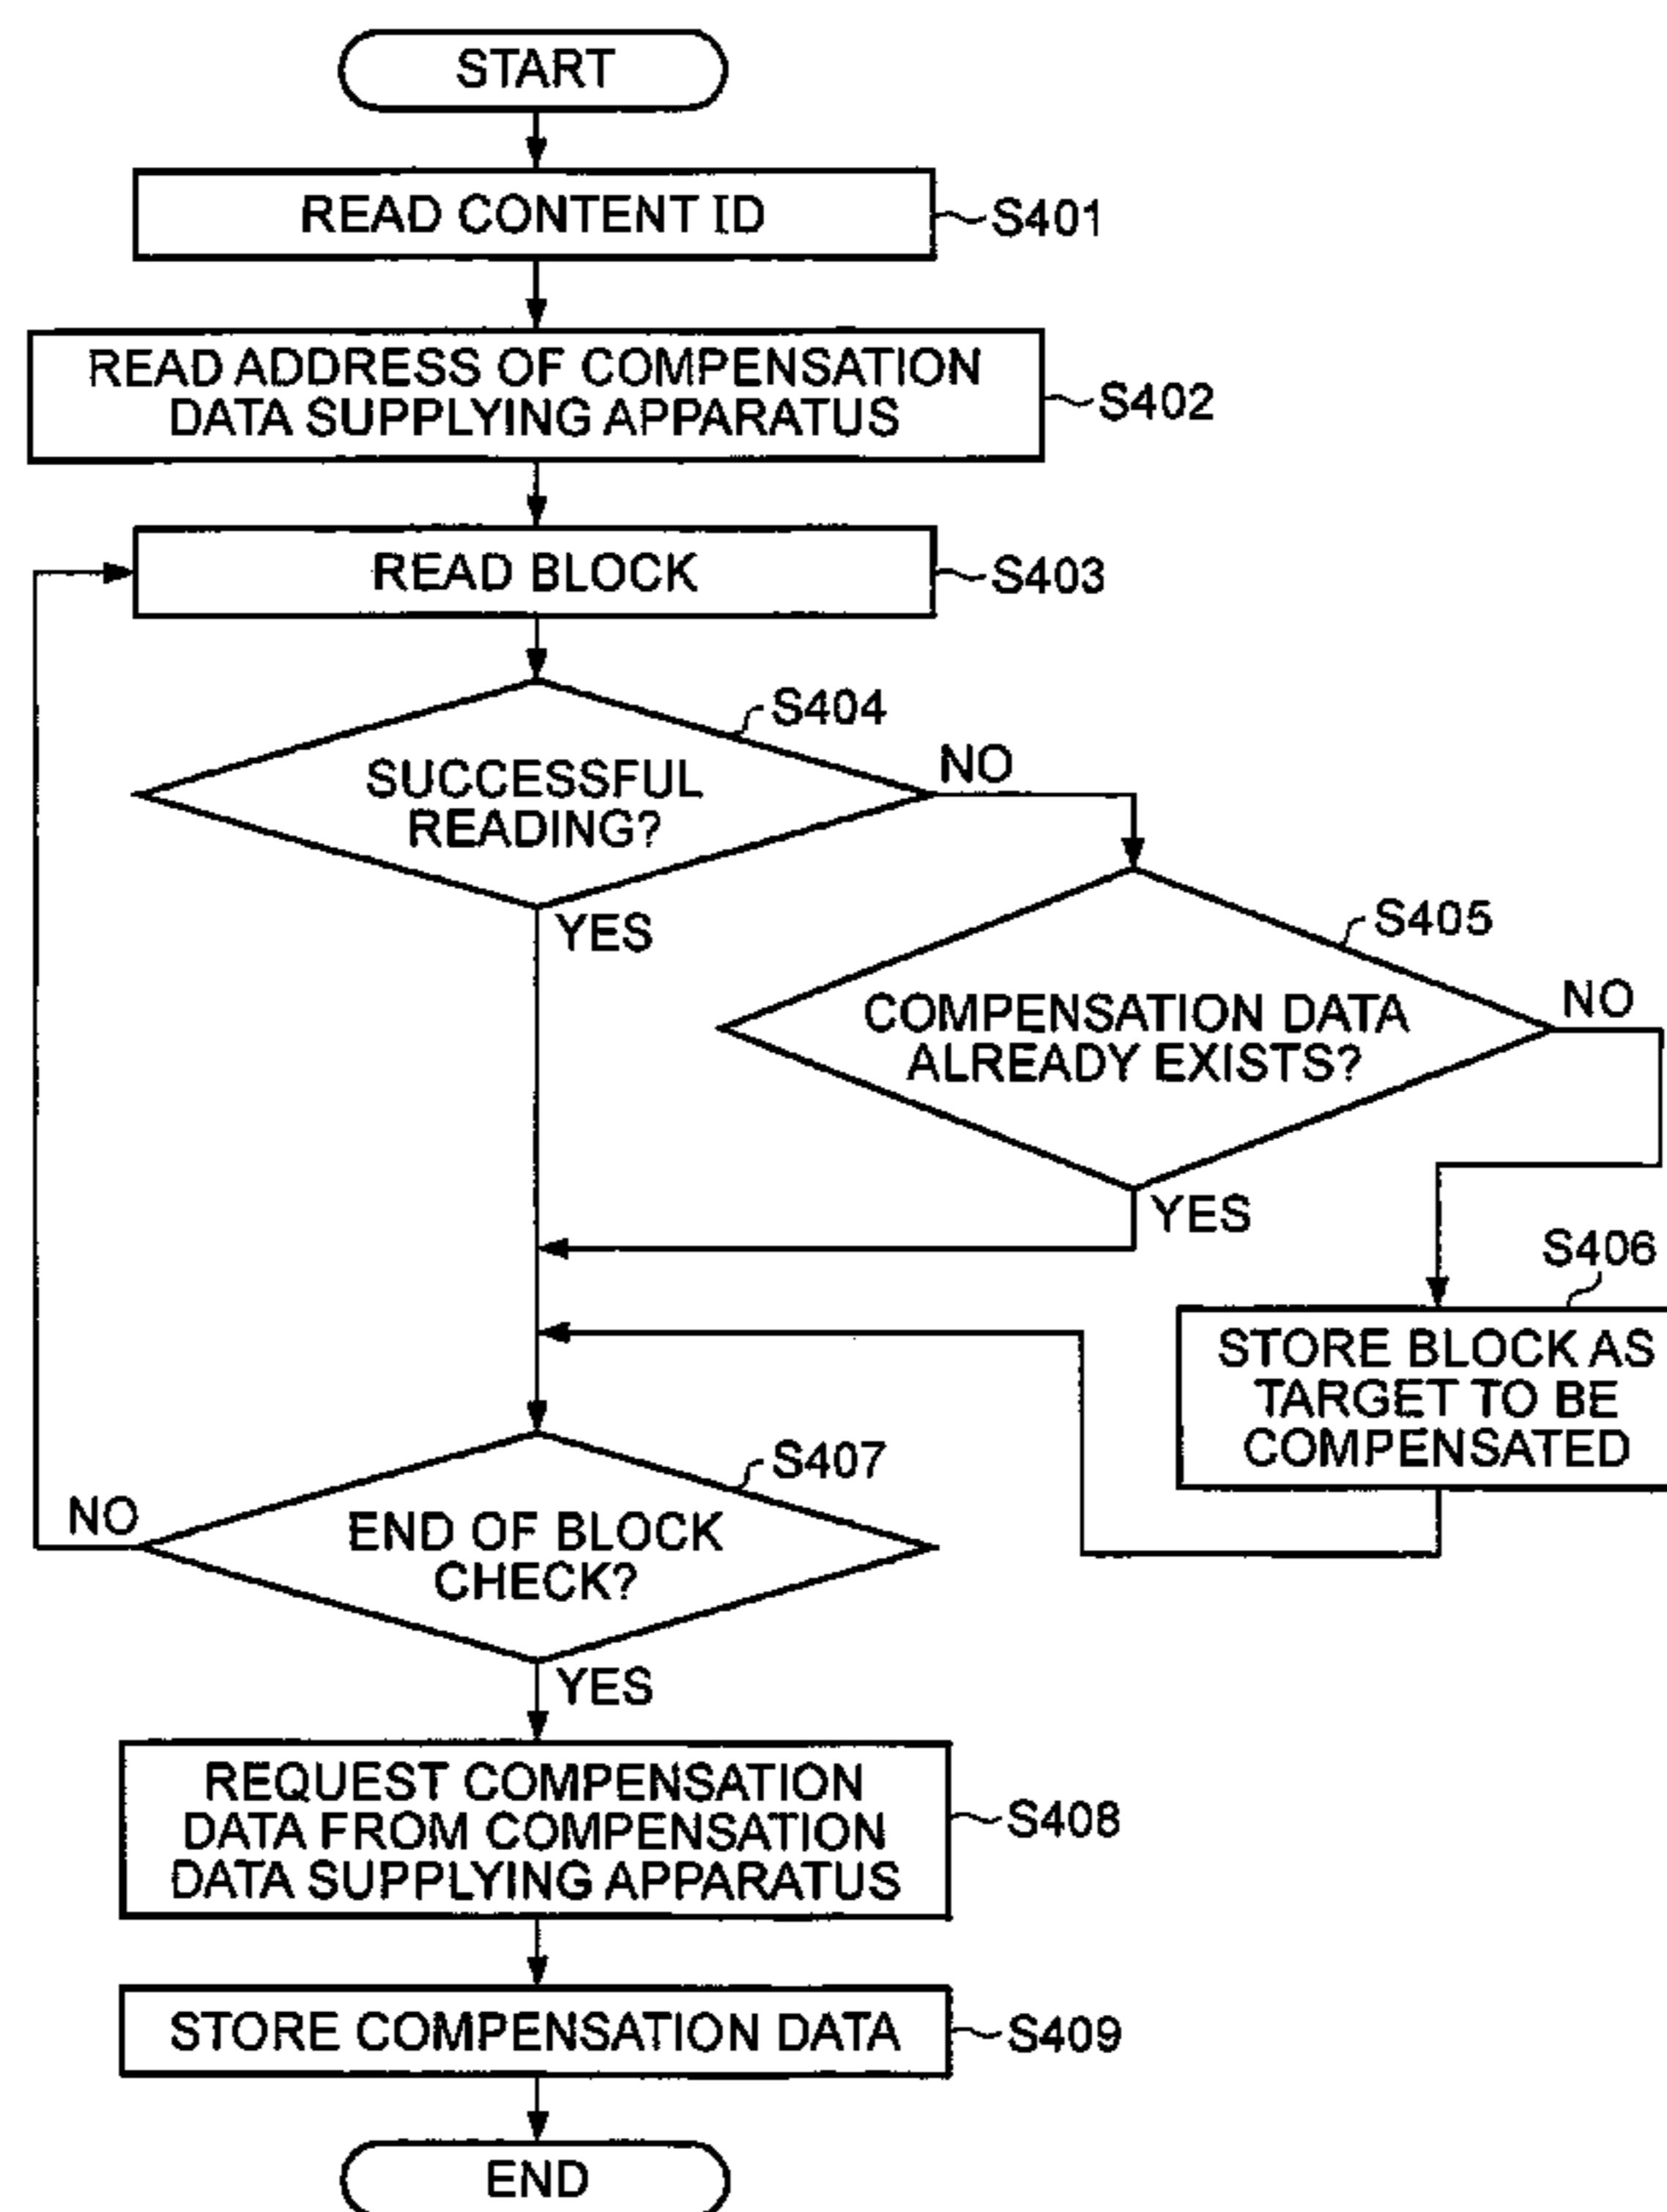 START
READ CONTENT ID
S401
READ ADDRESS OF COMPENSATION
DATA SUPPLYING APPARATUS
S402
READ BLOCK
S403
S404
SUCCESSFUL
READING?
NO
YES
S405
COMPENSATION DATA
ALREADY EXISTS?
NO
YES
S406
STORE BLOCK AS
TARGET TO BE
COMPENSATED
S407
END OF BLOCK
CHECK?
NO
YES
REQUEST COMPENSATION
DATA FROM COMPENSATION
DATA SUPPLYING APPARATUS
S408
STORE COMPENSATION DATA
S409
END